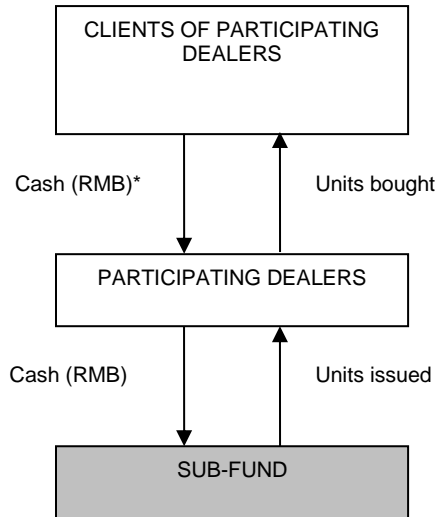 CLIENTS OF PARTICIPATING
DEALERS
Cash (RMB)*
Units bought
PARTICIPATING DEALERS
Cash (RMB)
Units issued
SUB-FUND